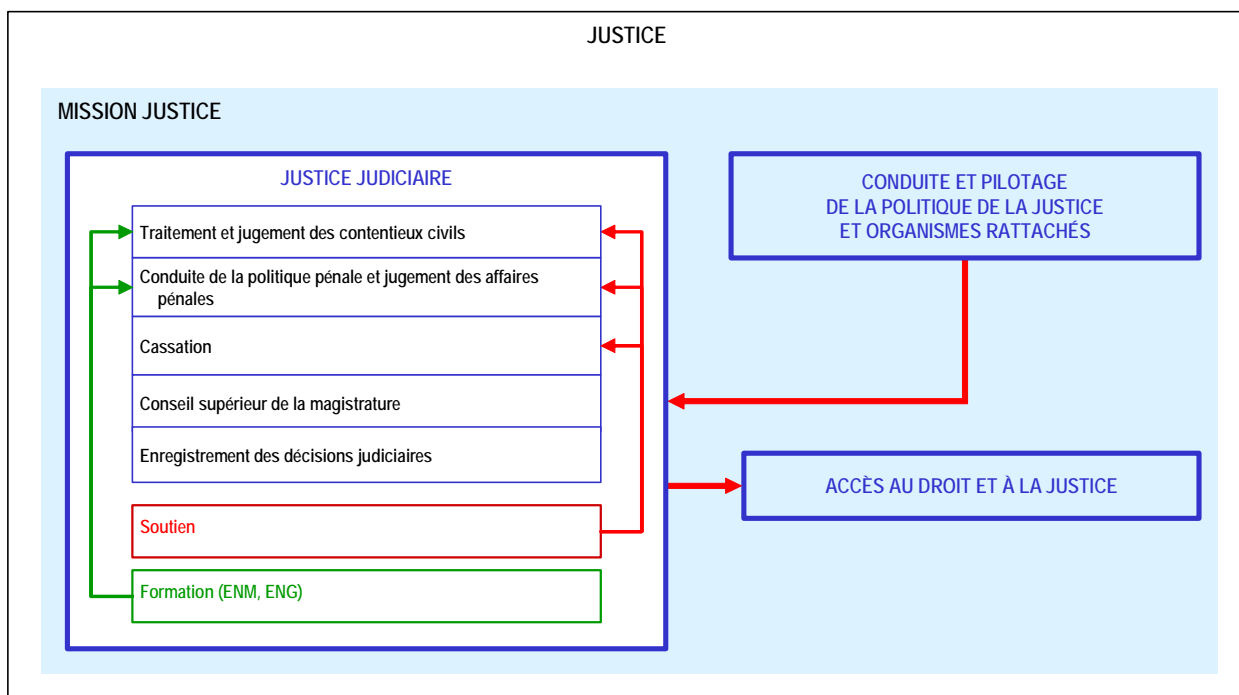 JUSTICE
MISSION JUSTICE
JUSTICE JUDICIAIRE
Traitement et jugement des contentieux civils
Conduite de la politique pénale et jugement des affaires
pénales
Cassation
Conseil supérieur de la magistrature
Enregistrement des décisions judiciaires
Soutien
Formation (ENM, ENG)
CONDUITE ET PILOTAGE
DE LA POLITIQUE DE LA JUSTICE
ET ORGANISMES RATTACHÉS
ACCÈS AU DROIT ET À LA JUSTICE